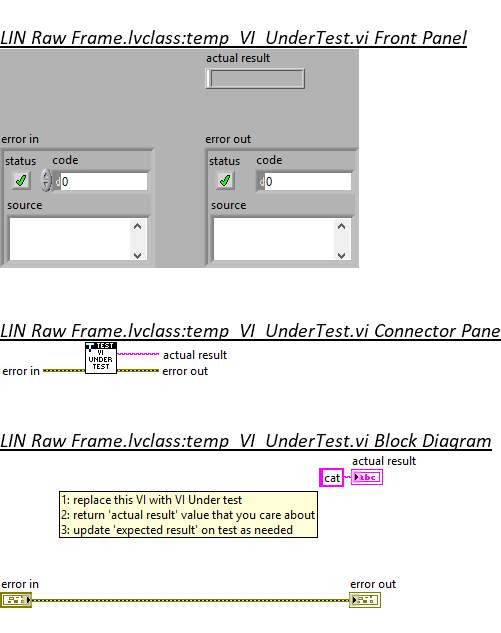 LIN Raw Frame.lvclass:temp_VI_UnderTest.vi Front Panel
actual result
error in
error out
status code
status code
0
0
source
source
LIN Raw Frame.lvclass:temp_VI_UnderTest.vi Connector Pane
TEST
VI
UNDER
TEST
actual result
error in
error out
LIN Raw Frame.lvclass:temp_VI_UnderTest.vi Block Diagram
actual result
cat
abc
1: replace this VI with VI Under test
2: return 'actual result' value that you care about
3: update 'expected result' on test as needed
error in
error out